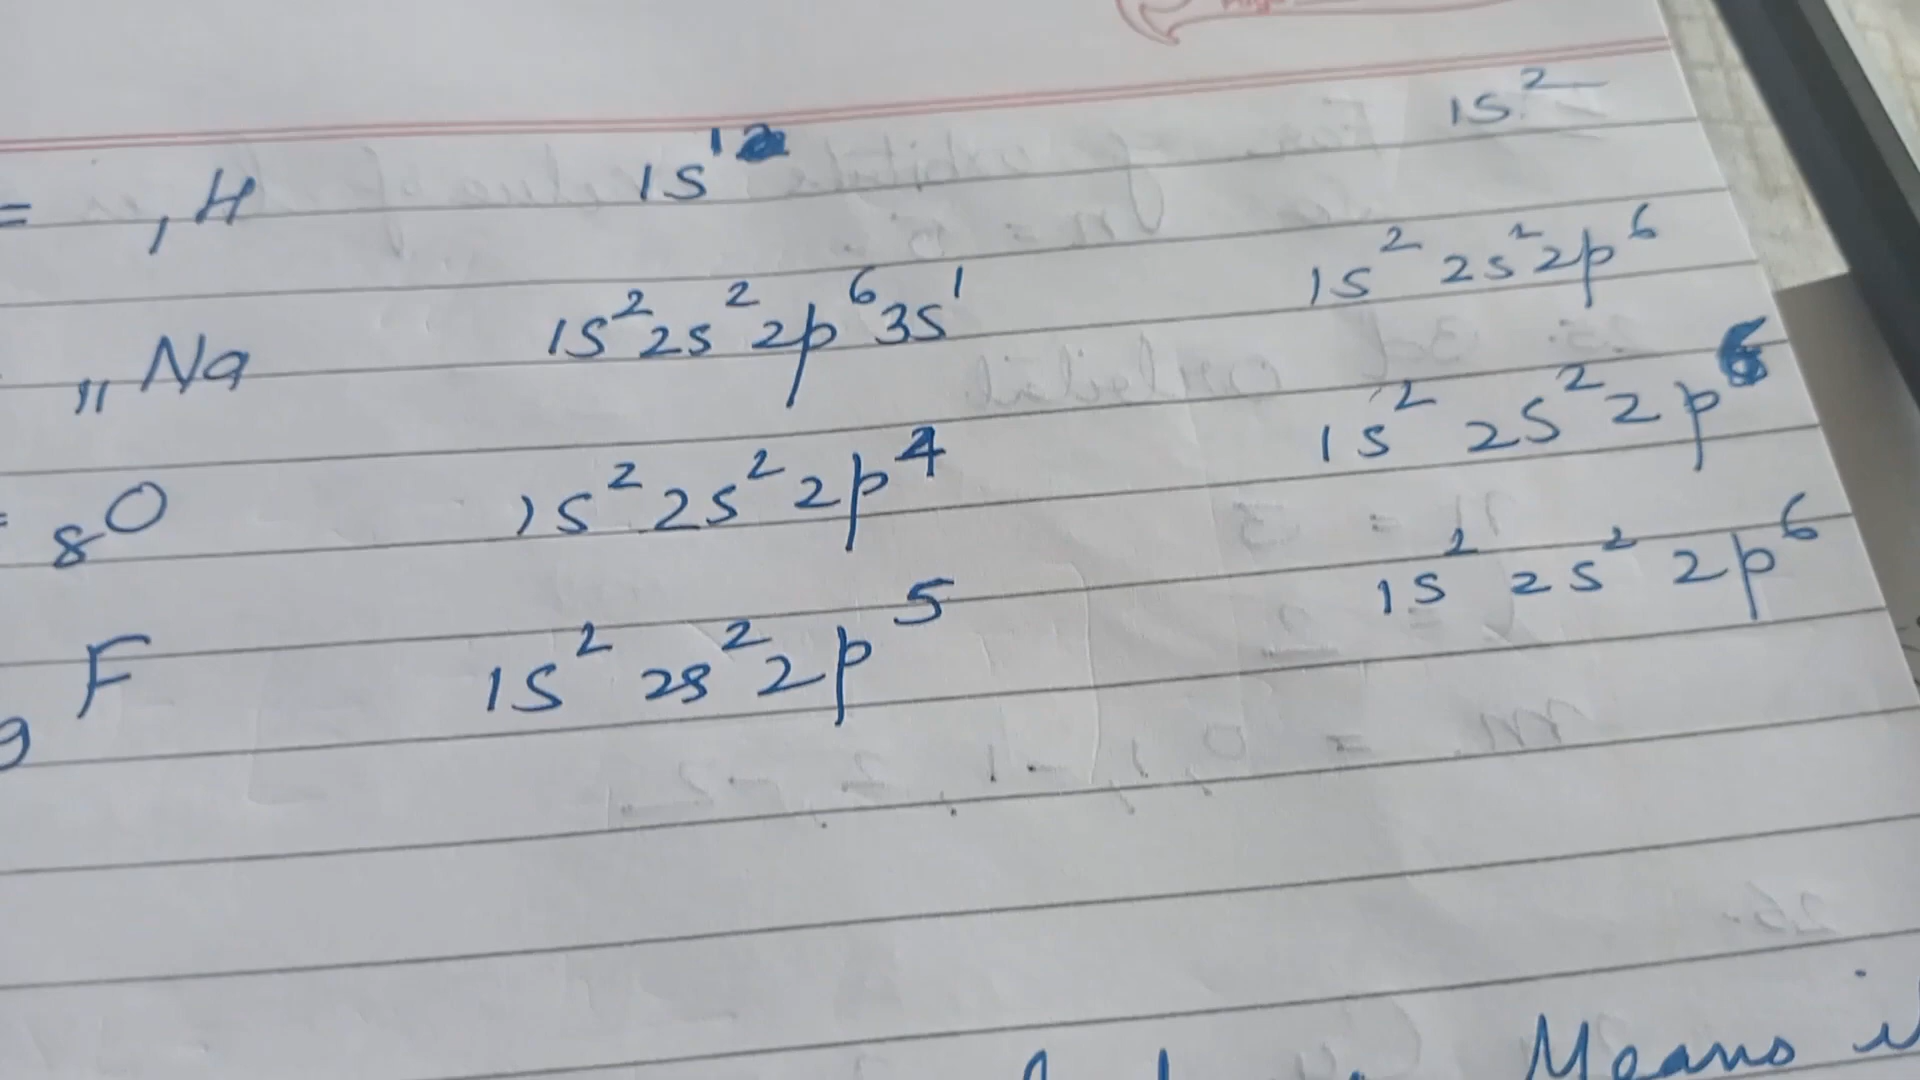 = ₁H 1s¹ 1s²
₁₁Na 1s² 2s² 2p⁶ 3s¹ 1s² 2s² 2p⁶
= ₈O 1s² 2s² 2p⁴ 1s² 2s² 2p⁶
₉F 1s² 2s² 2p⁵ 1s² 2s² 2p⁶
Means